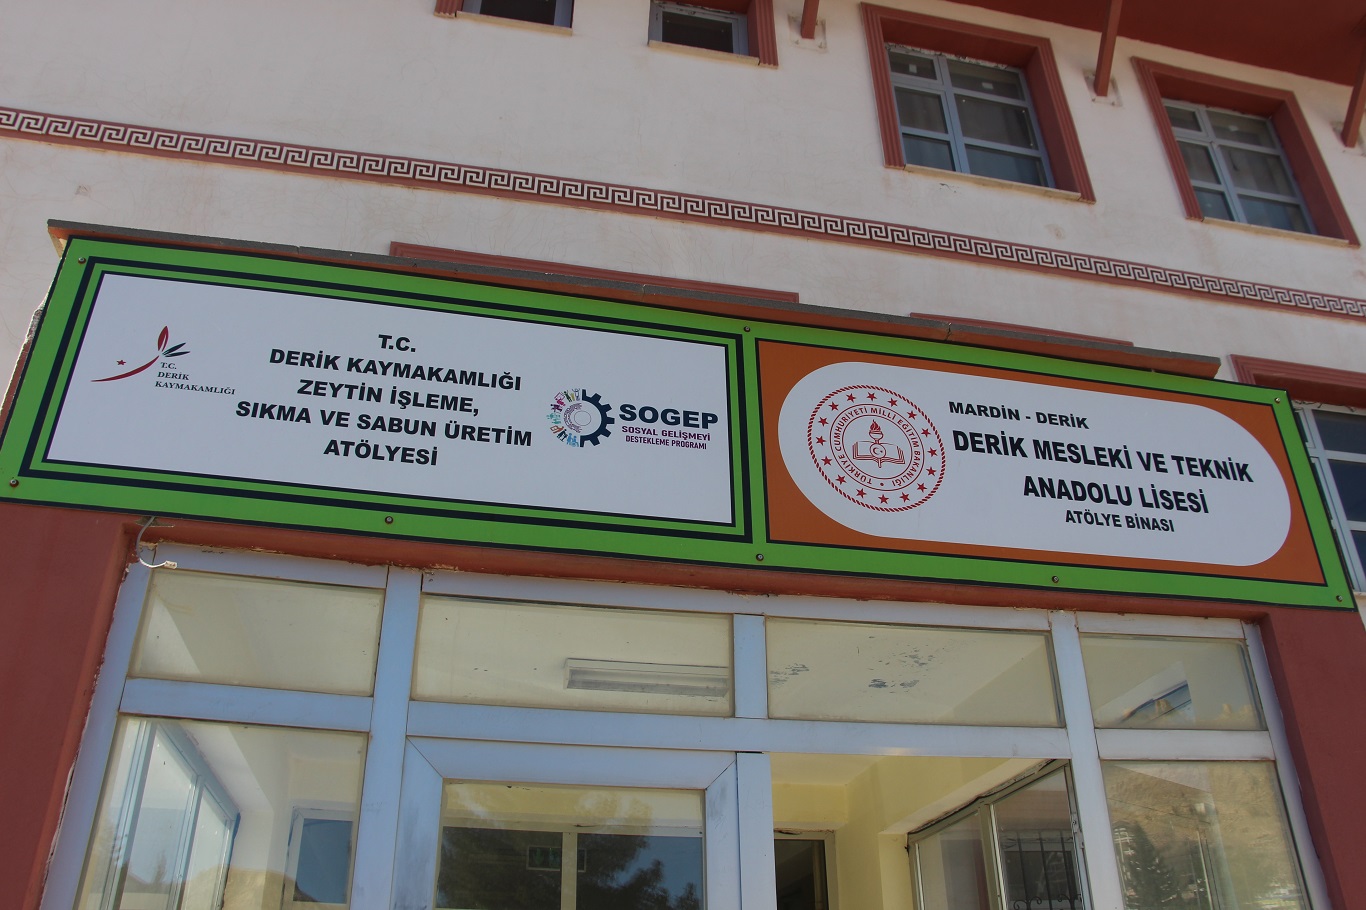 T.C.
DERİK
KAYMAKAMLIĞI
T.C.
DERİK KAYMAKAMLIĞI
ZEYTİN İŞLEME,
SIKMA VE SABUN ÜRETİM
ATÖLYESİ
SOGEP
SOSYAL GELİŞMEYİ
DESTEKLEME PROGRAMI
TÜRKİYE CUMHURİYETİ MİLLÎ EĞİTİM BAKANLIĞI
MARDİN - DERİK
DERİK MESLEKİ VE TEKNİK
ANADOLU LİSESİ
ATÖLYE BİNASI